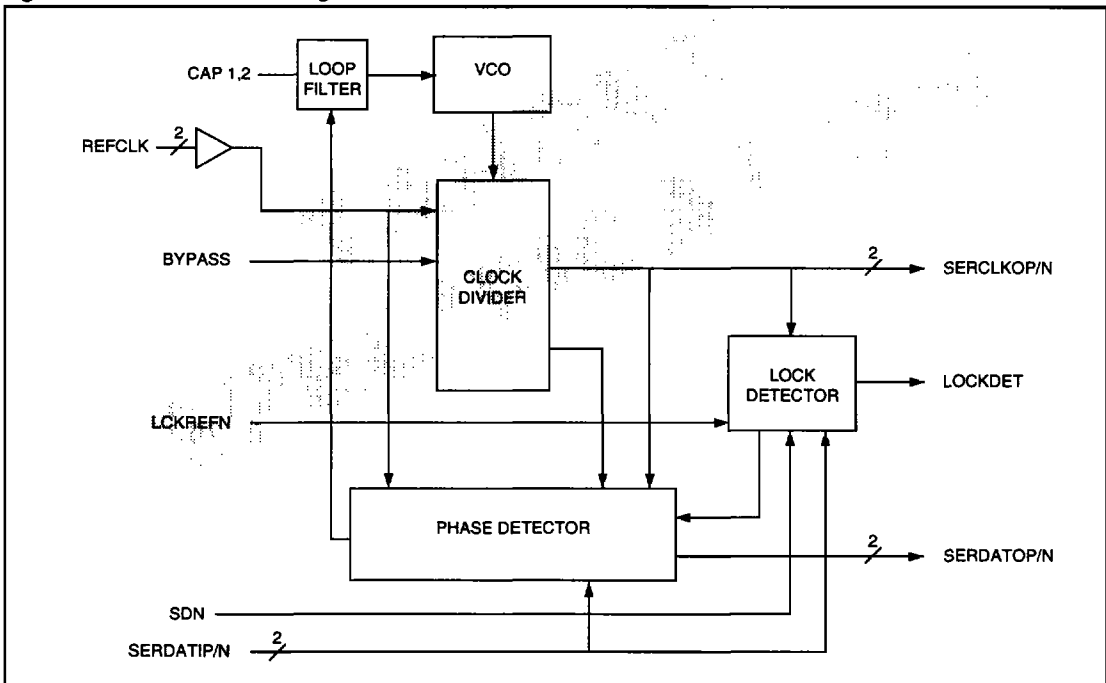 CAP 1,2
LOOP
FILTER
VCO
REFCLK
2
BYPASS
CLOCK
DIVIDER
2
SERCLKOP/N
LOCK
DETECTOR
LOCKDET
LCKREFN
PHASE DETECTOR
2
SERDATOP/N
SDN
SERDATIP/N
2